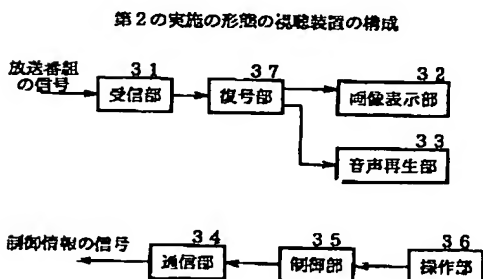 第2の実施の形態の視聴装置の構成
放送番組
の信号
31
受信部
37
復号部
32
画像表示部
33
音声再生部
制御情報の信号
34
通信部
35
制御部
36
操作部